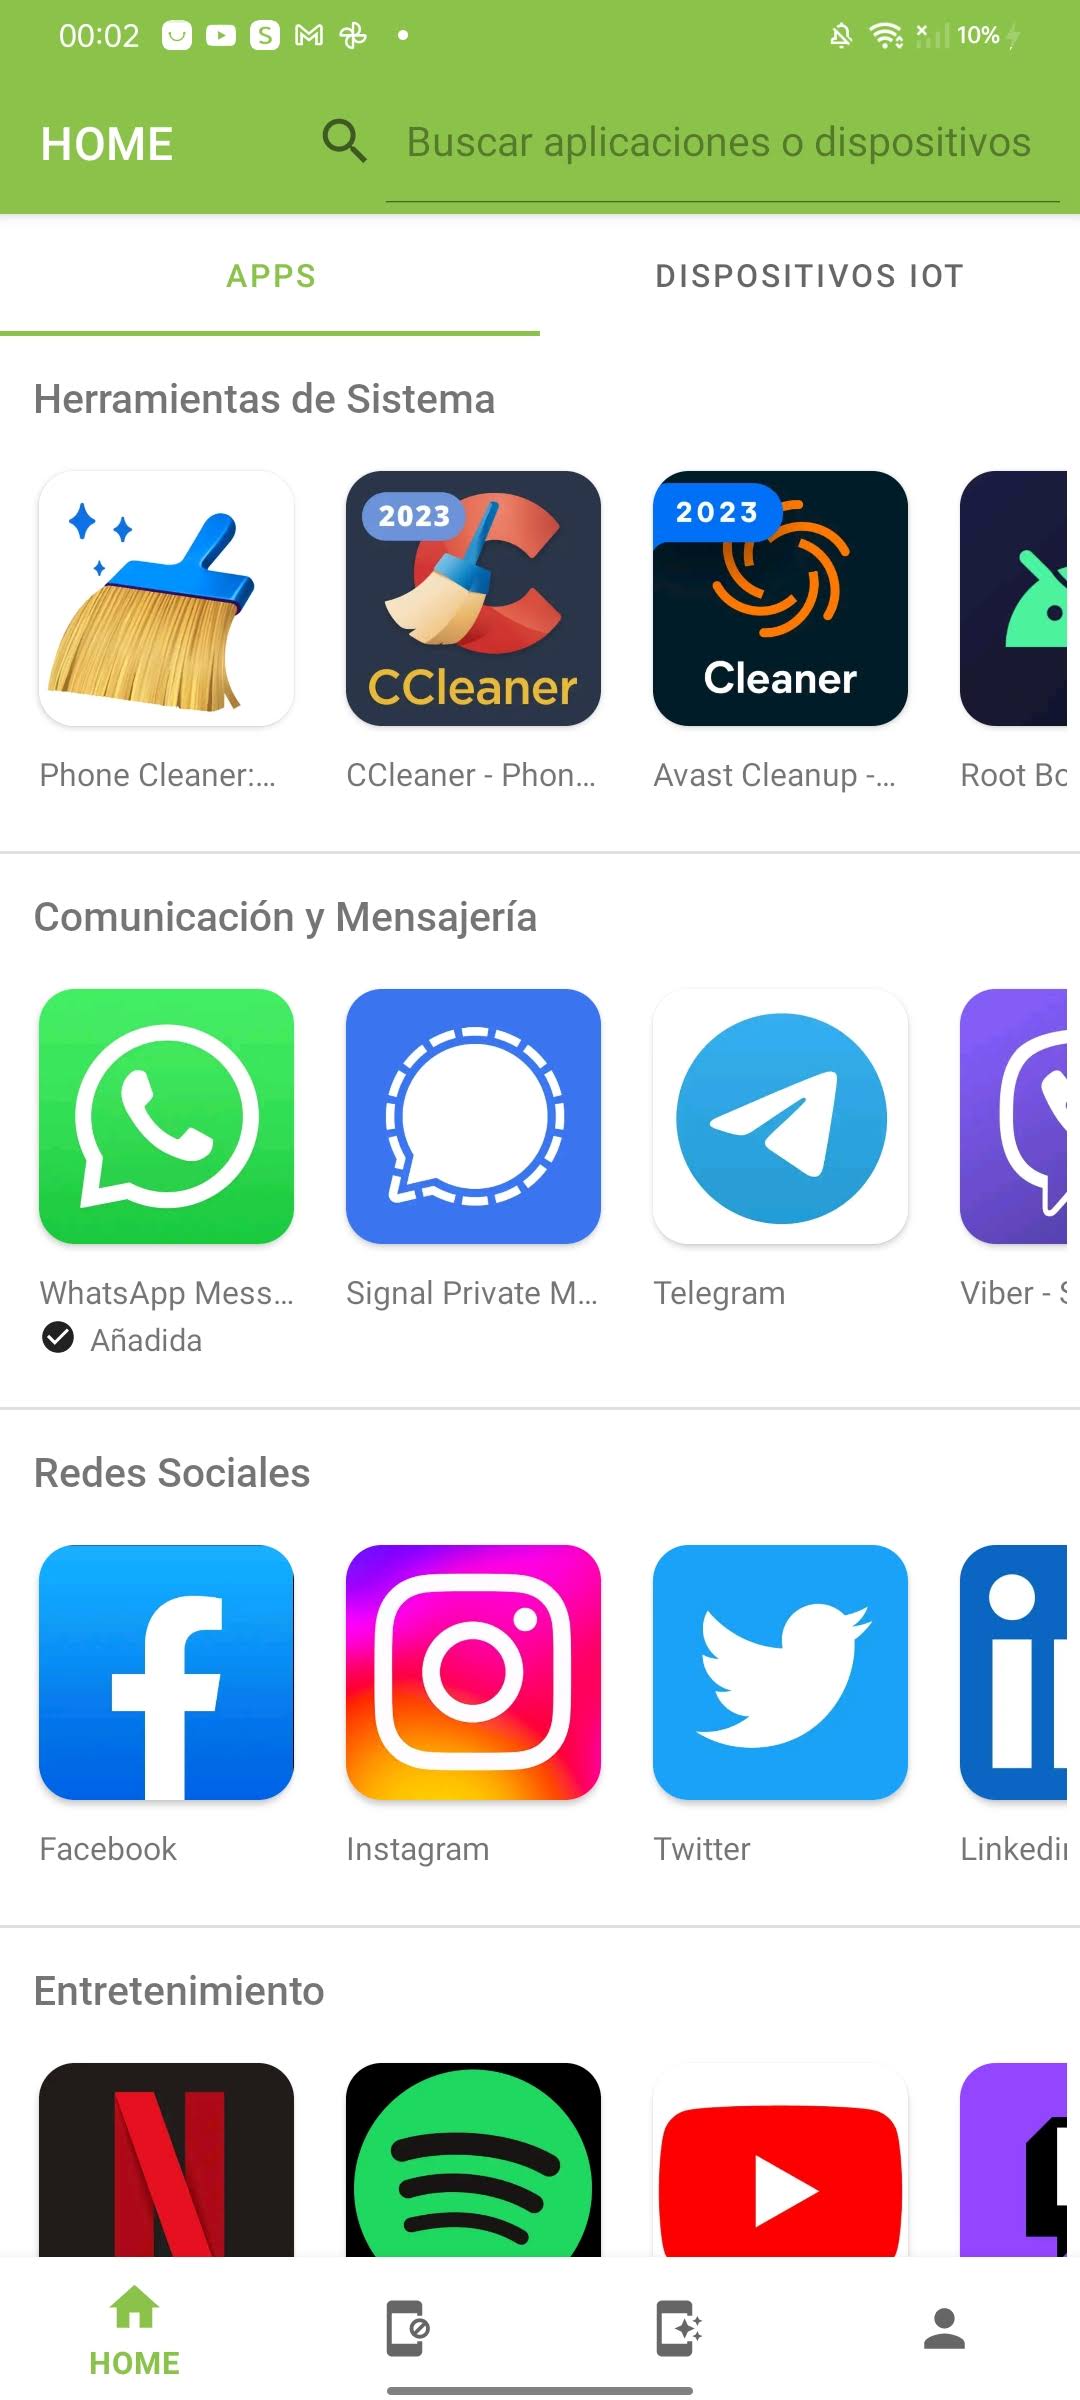 00:02
10%
HOME
Buscar aplicaciones o dispositivos
APPS
DISPOSITIVOS IOT
Herramientas de Sistema
2023
CCleaner
2023
Cleaner
Phone Cleaner:...
CCleaner - Phon...
Avast Cleanup -...
Root Bo
Comunicación y Mensajería
WhatsApp Mess...
Signal Private M...
Telegram
Viber - S
Añadida
Redes Sociales
Facebook
Instagram
Twitter
Linkedin
Entretenimiento
HOME